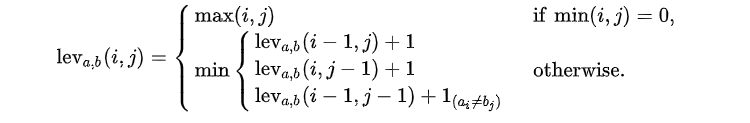 max(i, j) if min(i, j) = 0,
lev_{a,b}(i − 1, j) + 1
lev_{a,b}(i, j) = { min { lev_{a,b}(i, j − 1) + 1 otherwise.
lev_{a,b}(i − 1, j − 1) + 1_{(a_i ≠ b_j)}